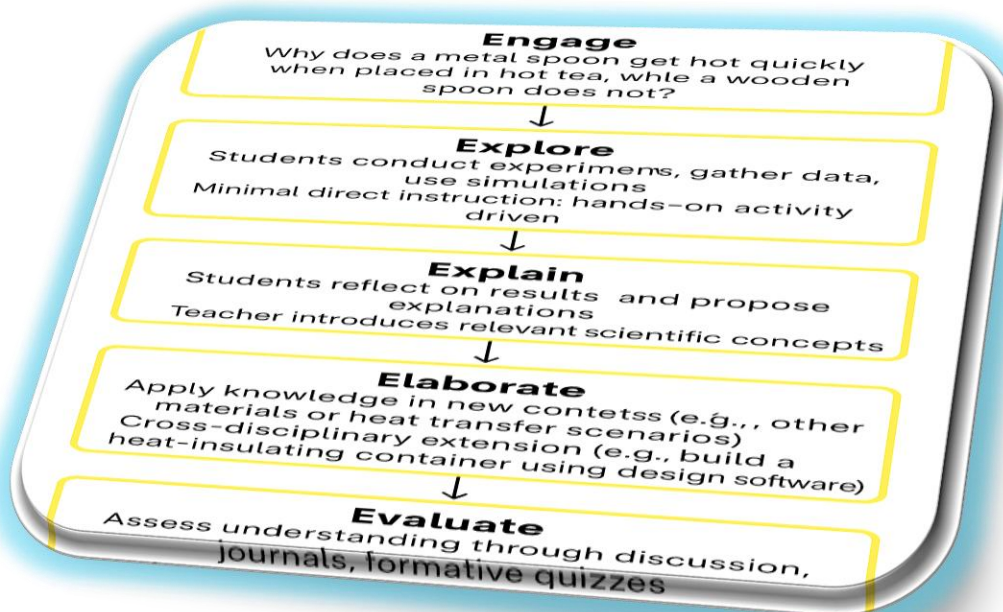 Engage
Why does a metal spoon get hot quickly
when placed in hot tea, whle a wooden
spoon does not?
↓
Explore
Students conduct experimens, gather data,
use simulations
Minimal direct instruction: hands-on activity
driven
↓
Explain
Students reflect on results and propose
explanations
Teacher introduces relevant scientific concepts
↓
Elaborate
Apply knowledge in new contetss (e.g.,, other
materials or heat transfer scenarios)
Cross-disciplinary extension (e.g., build a
heat-insulating container using design software)
↓
Evaluate
Assess understanding through discussion,
journals, formative quizzes